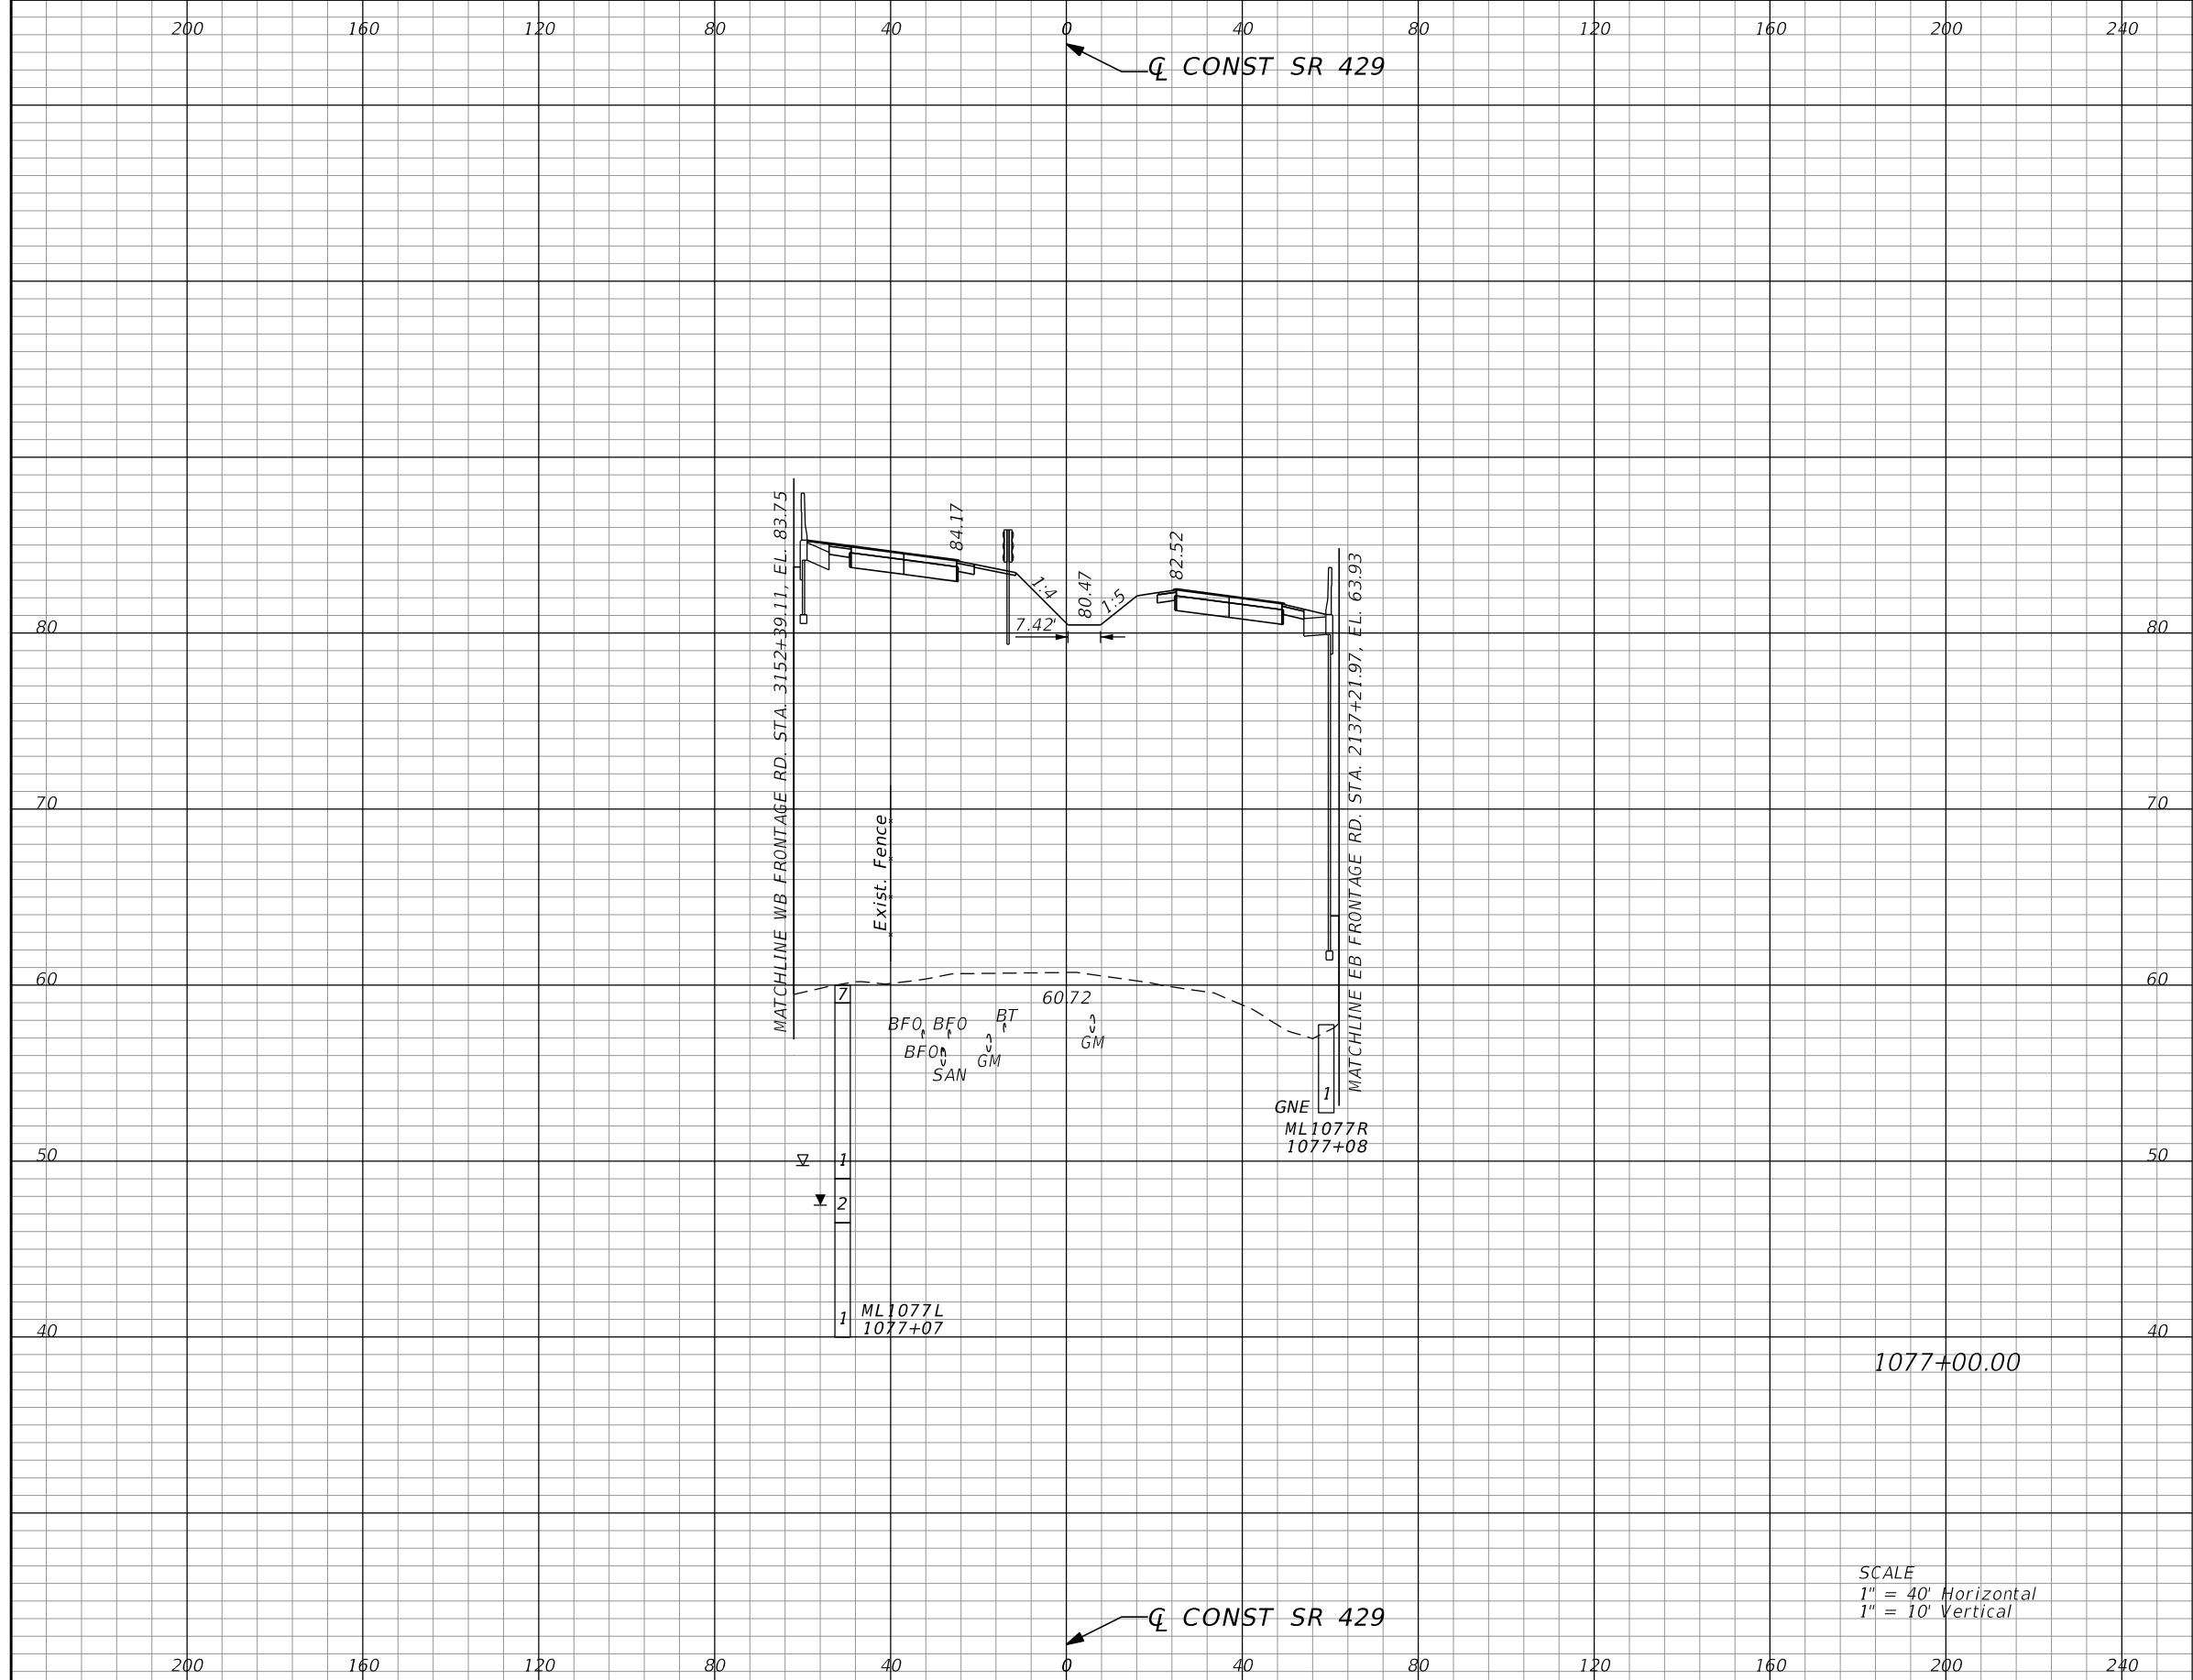 200 160 120 80 40 0 40 80 120 160 200 240
℄ CONST SR 429
MATCHLINE WB FRONTAGE RD. STA. 3152+39.11, EL. 83.75
84.17
1:4
80.47
1:5
82.52
7.42'
MATCHLINE EB FRONTAGE RD. STA. 2137+21.97, EL. 63.93
80 80
70 70
Exist. Fence
60 60
7
60.72
BT
BFO BFO
GM
BFO
GM
SAN
1
GNE
ML1077R
1077+08
50 50
1
2
1
ML1077L
1077+07
40 40
1077+00.00
SCALE
1" = 40' Horizontal
1" = 10' Vertical
℄ CONST SR 429
200 160 120 80 40 0 40 80 120 160 200 240